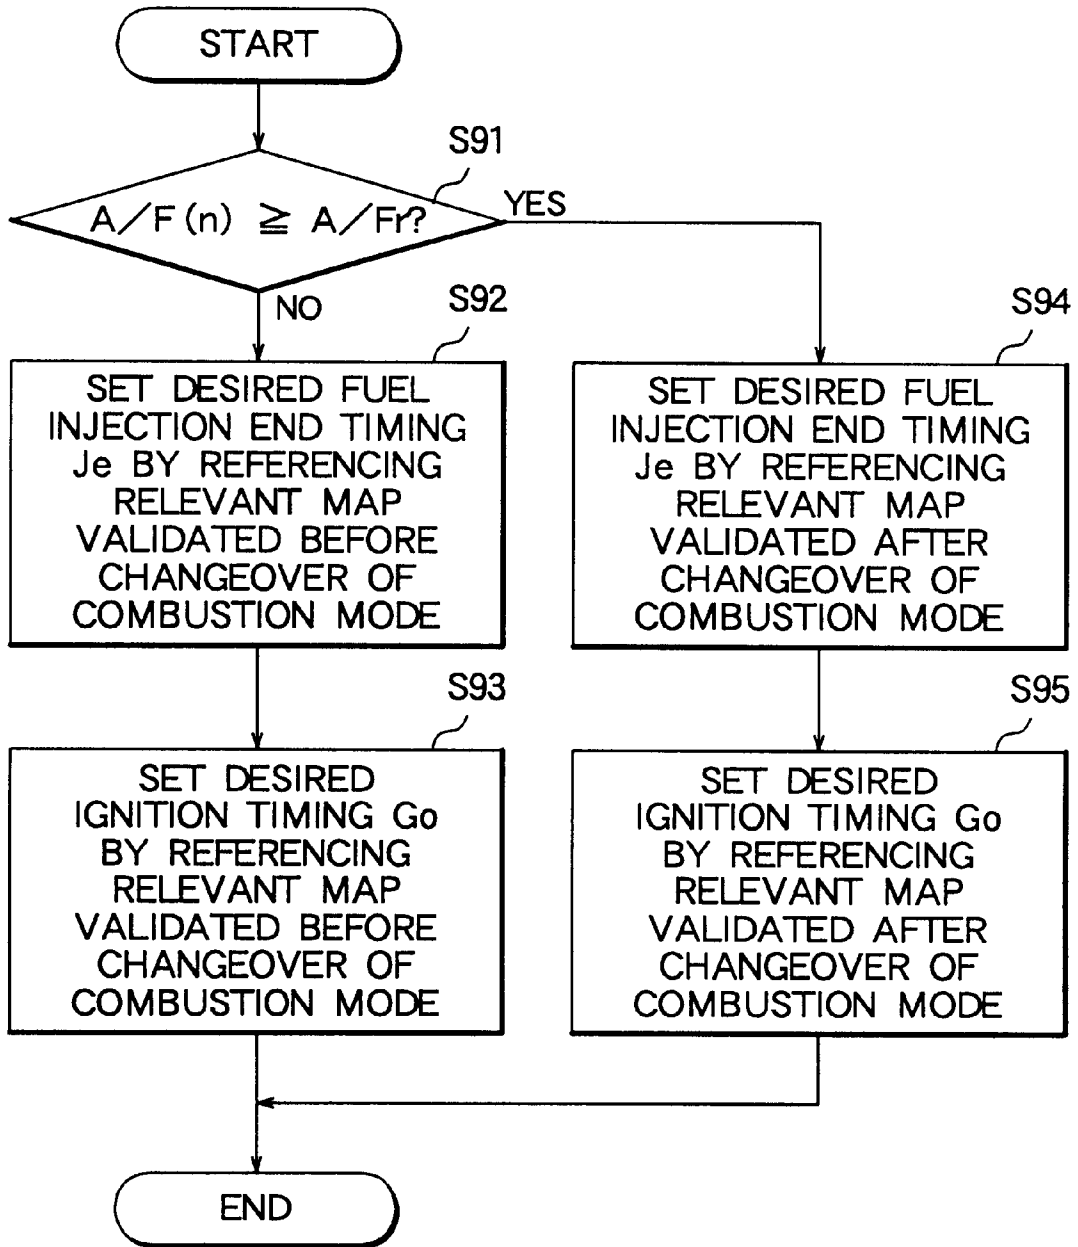 START
S91
A/F(n) ≧ A/Fr?
YES
NO
S92
SET DESIRED FUEL
INJECTION END TIMING
Je BY REFERENCING
RELEVANT MAP
VALIDATED BEFORE
CHANGEOVER OF
COMBUSTION MODE
S93
SET DESIRED
IGNITION TIMING Go
BY REFERENCING
RELEVANT MAP
VALIDATED BEFORE
CHANGEOVER OF
COMBUSTION MODE
S94
SET DESIRED FUEL
INJECTION END TIMING
Je BY REFERENCING
RELEVANT MAP
VALIDATED AFTER
CHANGEOVER OF
COMBUSTION MODE
S95
SET DESIRED
IGNITION TIMING Go
BY REFERENCING
RELEVANT MAP
VALIDATED AFTER
CHANGEOVER OF
COMBUSTION MODE
END